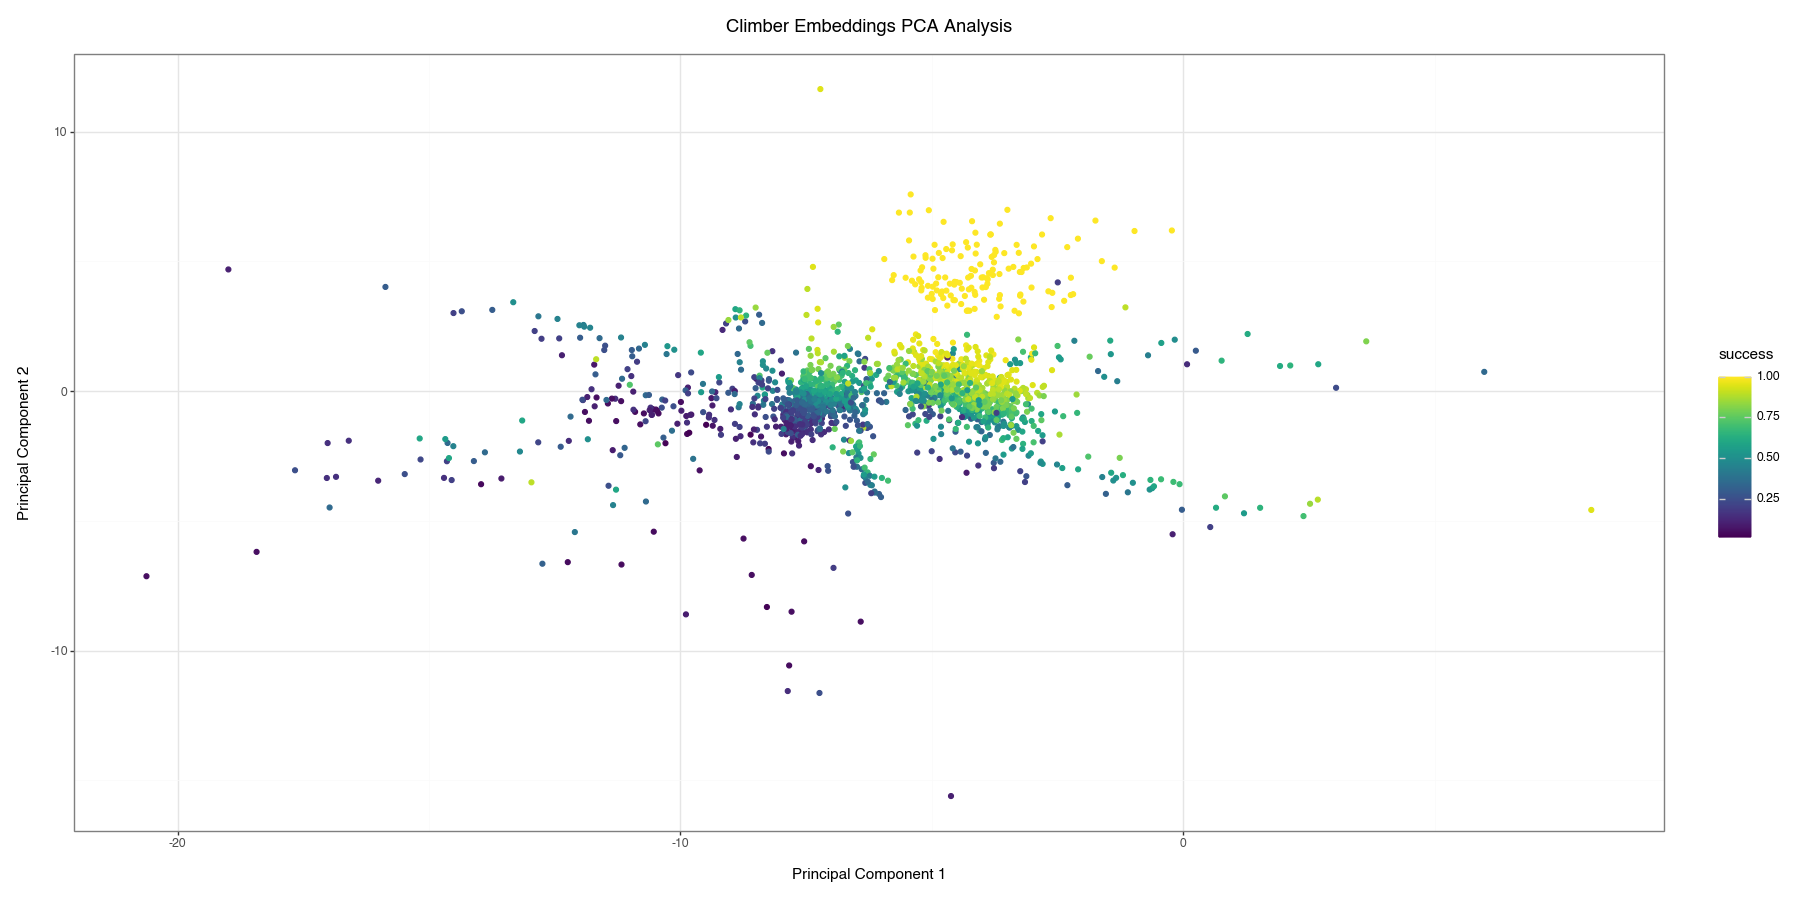 Climber Embeddings PCA Analysis
10
0
-10
Principal Component 2
-20
-10
0
Principal Component 1
success
1.00
0.75
0.50
0.25